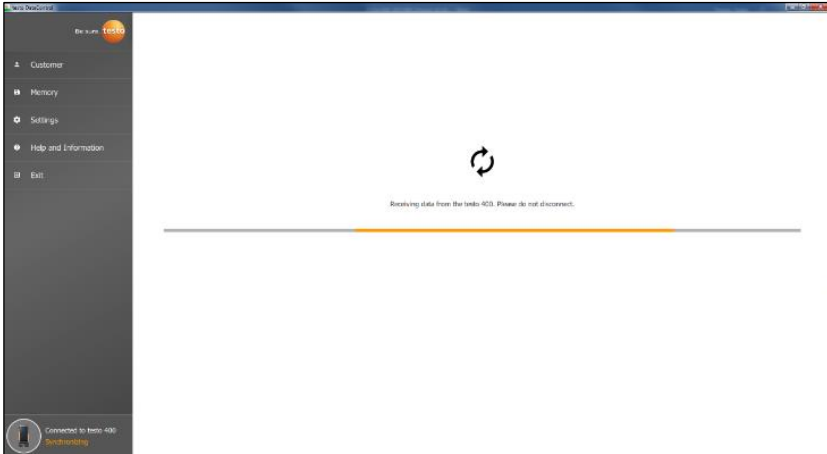 testo DataControl
Be sure. testo
Customer
Memory
Settings
Help and Information
Exit
Receiving data from the testo 400. Please do not disconnect.
Connected to testo 400
Synchronizing